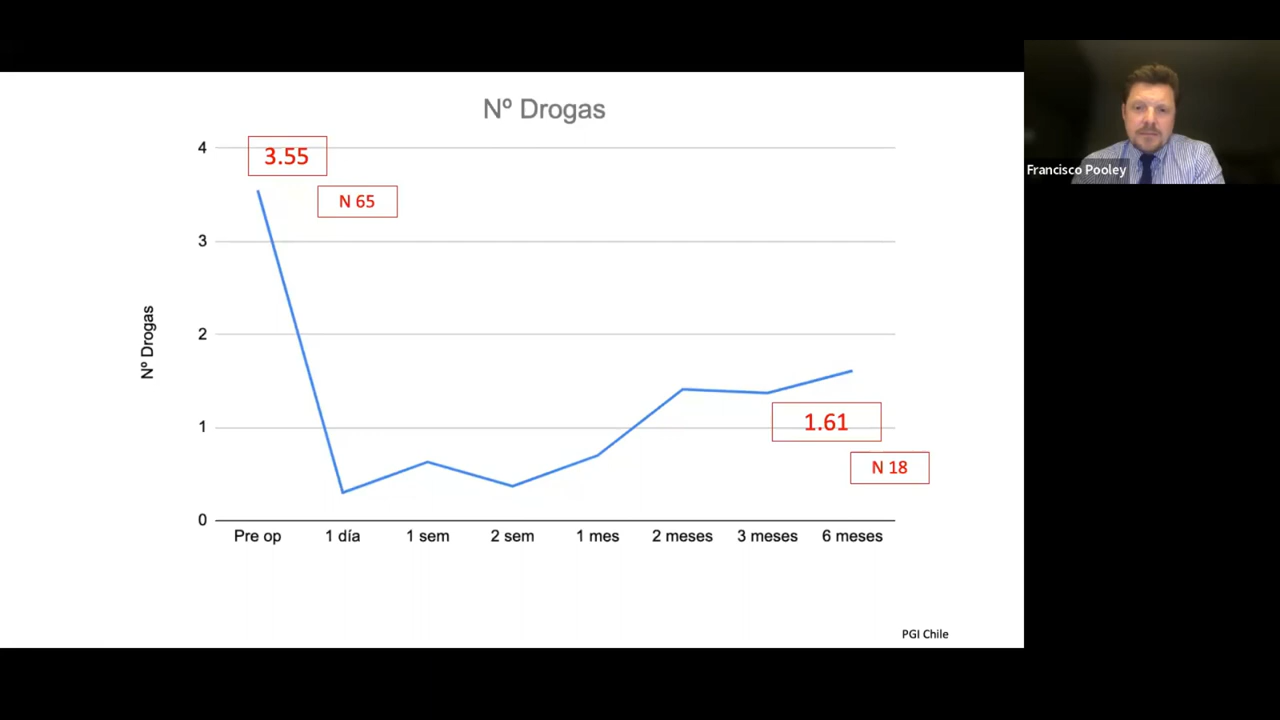 Nº Drogas
4
3.55
N 65
3
2
1
0
Nº Drogas
1.61
N 18
Pre op 1 día 1 sem 2 sem 1 mes 2 meses 3 meses 6 meses
PGI Chile
Francisco Pooley